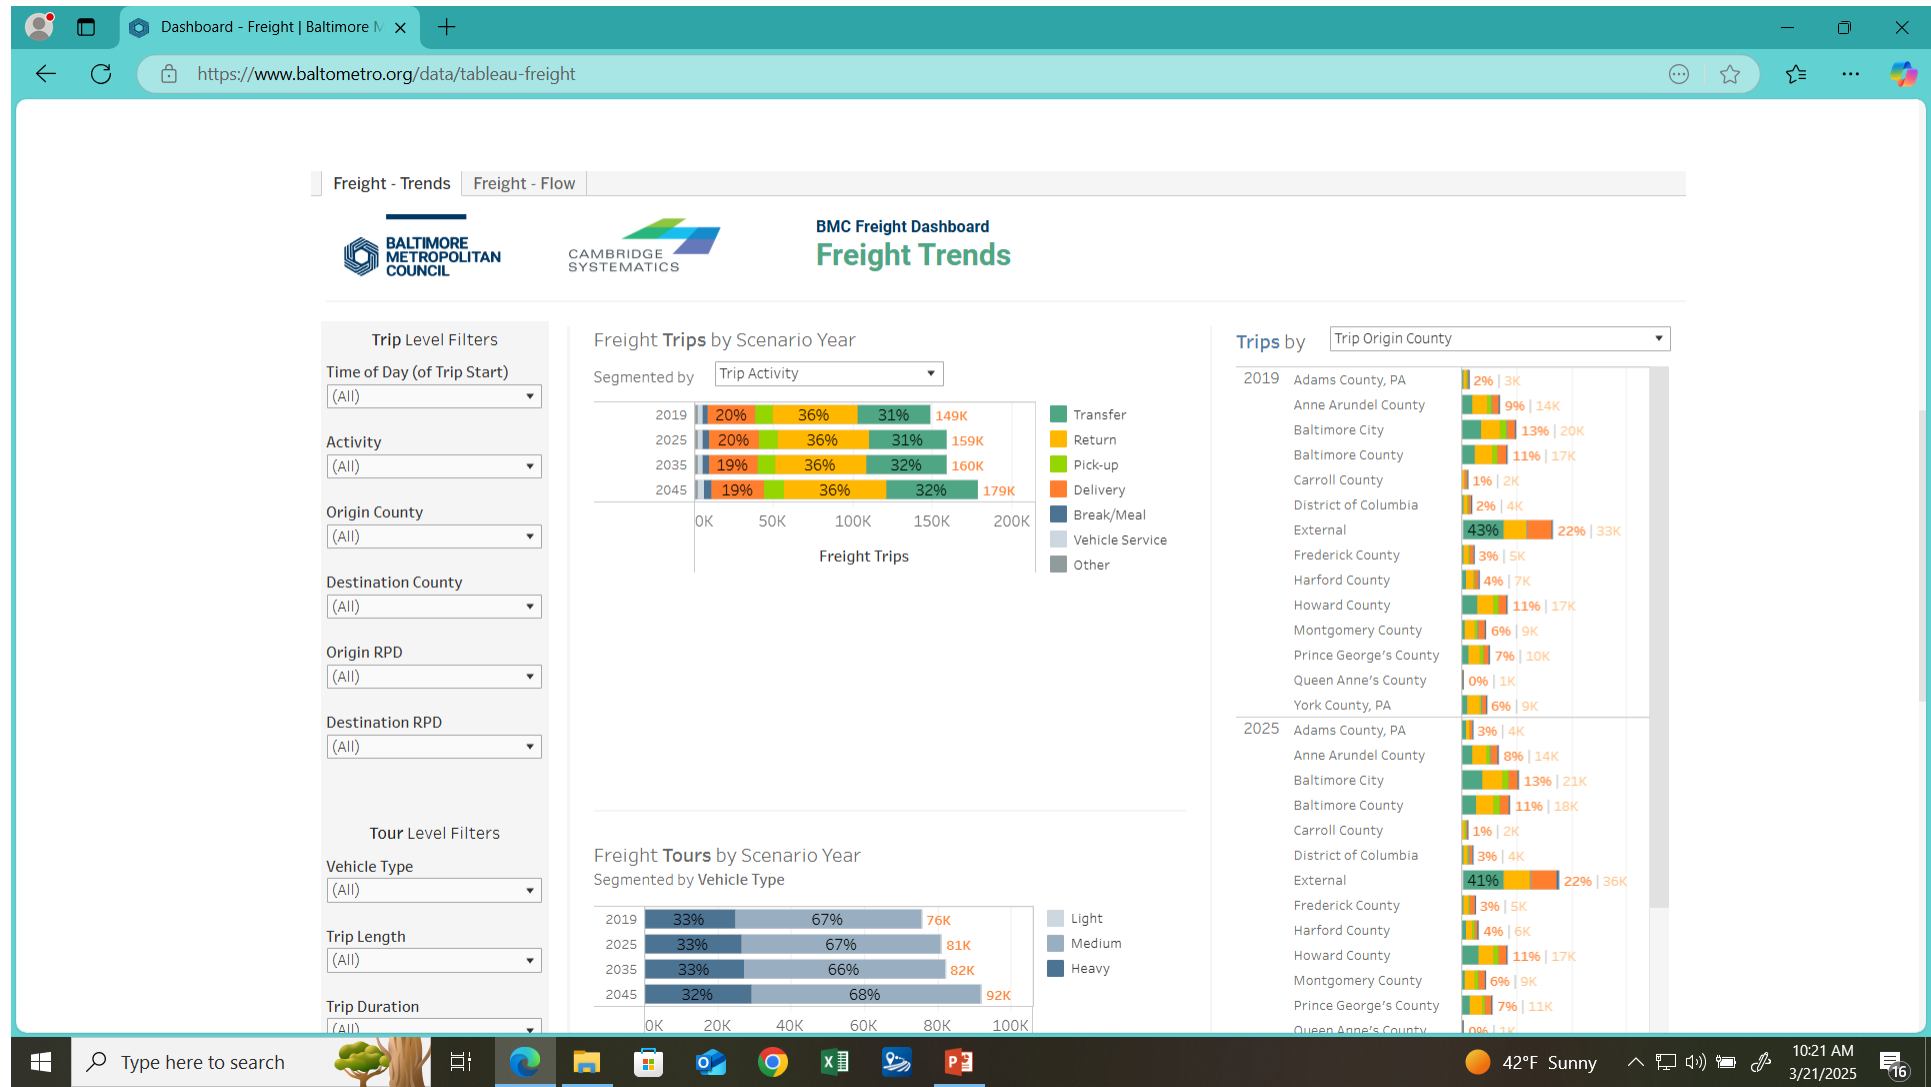 Dashboard - Freight | Baltimore M
https://www.baltometro.org/data/tableau-freight
Freight - Trends
Freight - Flow
BALTIMORE
METROPOLITAN
COUNCIL
CAMBRIDGE
SYSTEMATICS
BMC Freight Dashboard
Freight Trends
Trip Level Filters
Time of Day (of Trip Start)
(All)
Activity
(All)
Origin County
(All)
Destination County
(All)
Origin RPD
(All)
Destination RPD
(All)
Tour Level Filters
Vehicle Type
(All)
Trip Length
(All)
Trip Duration
(All)
Freight Trips by Scenario Year
Segmented by Trip Activity
2019 20% 36% 31% 149K
2025 20% 36% 31% 159K
2035 19% 36% 32% 160K
2045 19% 36% 32% 179K
0K 50K 100K 150K 200K
Freight Trips
Transfer
Return
Pick-up
Delivery
Break/Meal
Vehicle Service
Other
Freight Tours by Scenario Year
Segmented by Vehicle Type
2019 33% 67% 76K
2025 33% 67% 81K
2035 33% 66% 82K
2045 32% 68% 92K
0K 20K 40K 60K 80K 100K
Light
Medium
Heavy
Trips by Trip Origin County
2019 Adams County, PA 2% | 3K
Anne Arundel County 9% | 14K
Baltimore City 13% | 20K
Baltimore County 11% | 17K
Carroll County 1% | 2K
District of Columbia 2% | 4K
External 43% 22% | 33K
Frederick County 3% | 5K
Harford County 4% | 7K
Howard County 11% | 17K
Montgomery County 6% | 9K
Prince George's County 7% | 10K
Queen Anne's County 0% | 1K
York County, PA 6% | 9K
2025 Adams County, PA 3% | 4K
Anne Arundel County 8% | 14K
Baltimore City 13% | 21K
Baltimore County 11% | 18K
Carroll County 1% | 2K
District of Columbia 3% | 4K
External 41% 22% | 36K
Frederick County 3% | 5K
Harford County 4% | 6K
Howard County 11% | 17K
Montgomery County 6% | 9K
Prince George's County 7% | 11K
Queen Anne's County 0% | 1K
Type here to search
42°F Sunny
10:21 AM
3/21/2025
16